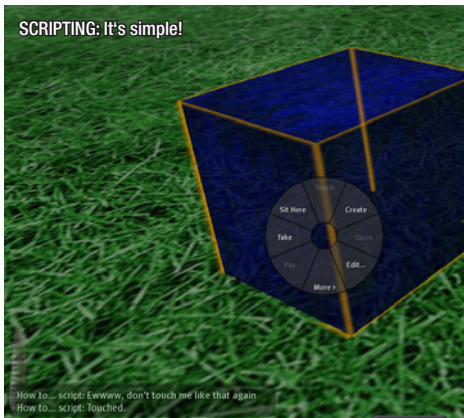 SCRIPTING: It's simple!
Touch
Sit Here
Create
Take
Open
Pay...
Edit...
More >
How to... script: Ewwww, don't touch me like that again
How to... script: Touched.